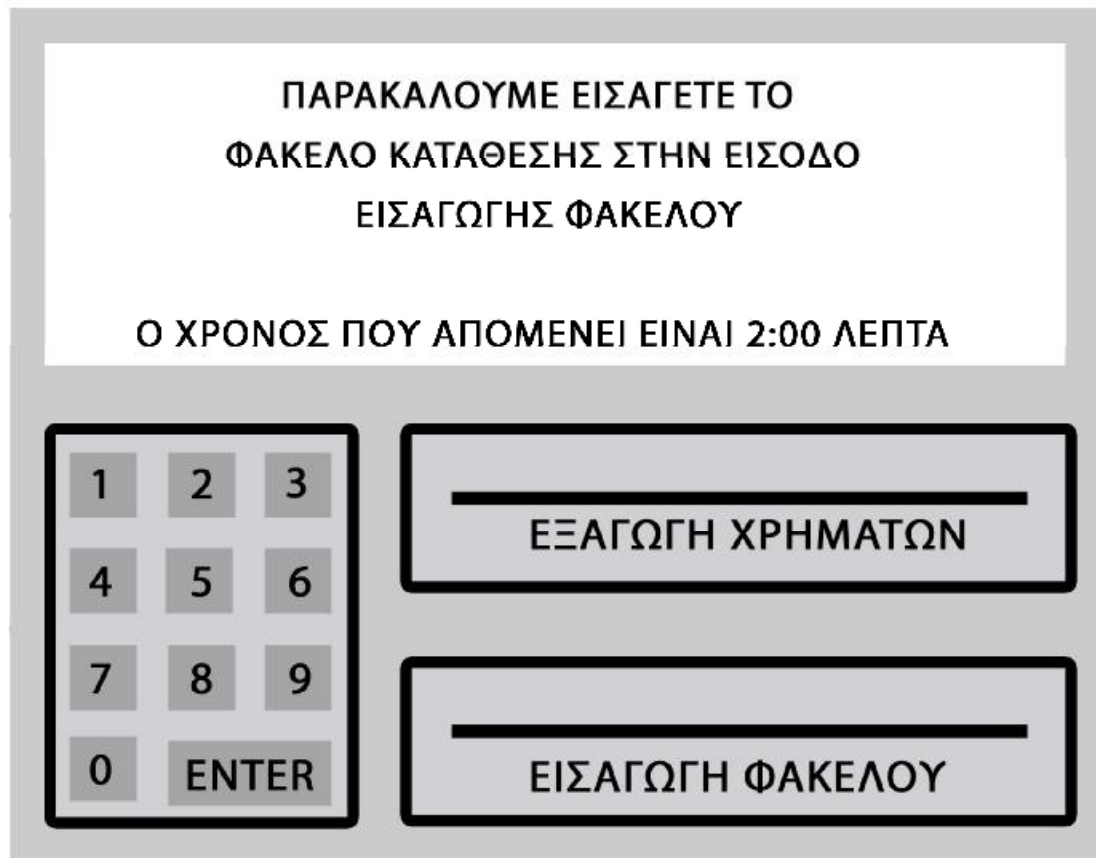 ΠΑΡΑΚΑΛΟΥΜΕ ΕΙΣΑΓΕΤΕ ΤΟ
ΦΑΚΕΛΟ ΚΑΤΑΘΕΣΗΣ ΣΤΗΝ ΕΙΣΟΔΟ
ΕΙΣΑΓΩΓΗΣ ΦΑΚΕΛΟΥ
Ο ΧΡΟΝΟΣ ΠΟΥ ΑΠΟΜΕΝΕΙ ΕΙΝΑΙ 2:00 ΛΕΠΤΑ
1 2 3
4 5 6
7 8 9
0 ENTER
ΕΞΑΓΩΓΗ ΧΡΗΜΑΤΩΝ
ΕΙΣΑΓΩΓΗ ΦΑΚΕΛΟΥ